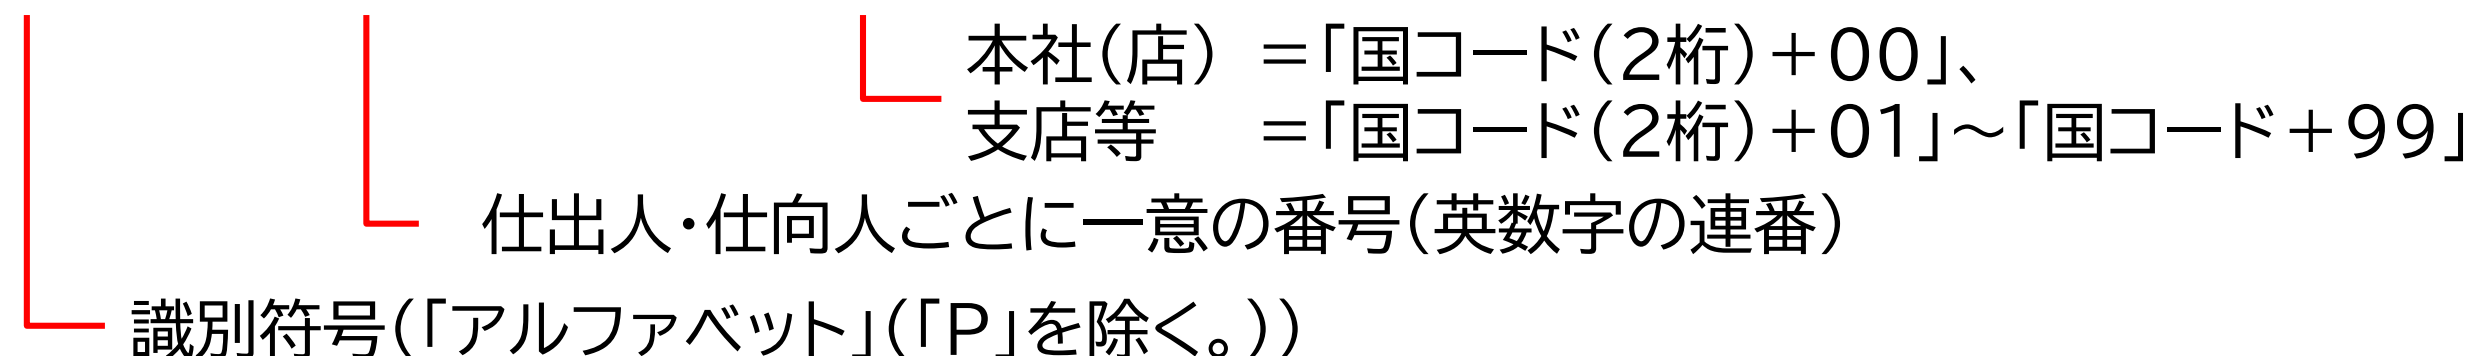 本社(店) =「国コード(2桁)+00」、
支店等 =「国コード(2桁)+01」~「国コード+99」
仕出人・仕向人ごとに一意の番号(英数字の連番)
識別符号(「アルファベット」(「P」を除く。))